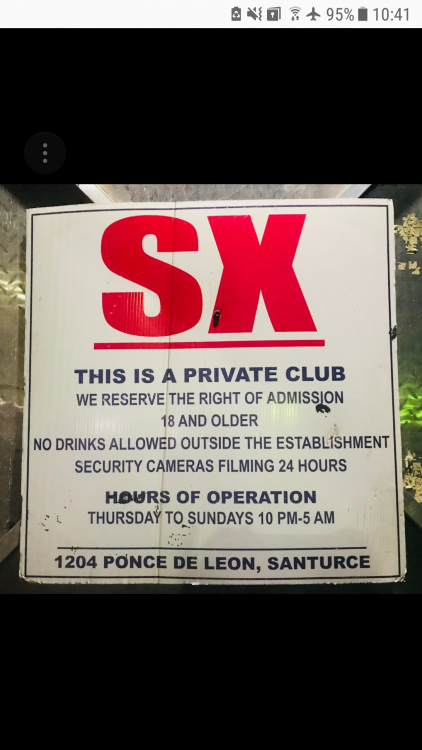 95% 10:41
SX
THIS IS A PRIVATE CLUB
WE RESERVE THE RIGHT OF ADMISSION
18 AND OLDER
NO DRINKS ALLOWED OUTSIDE THE ESTABLISHMENT
SECURITY CAMERAS FILMING 24 HOURS
HOURS OF OPERATION
THURSDAY TO SUNDAYS 10 PM-5 AM
1204 PONCE DE LEON, SANTURCE